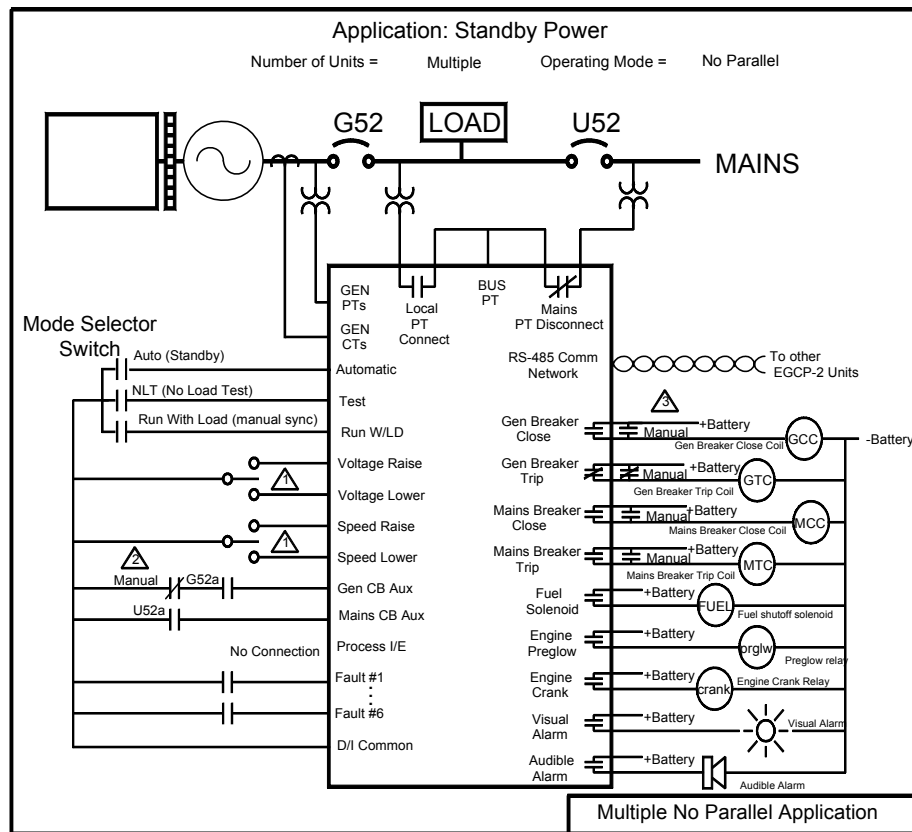 Application: Standby Power
Number of Units = Multiple Operating Mode = No Parallel
G52 LOAD U52
MAINS
GEN
PTs
GEN
CTs
Local
PT
Connect
BUS
PT
Mains
PT Disconnect
Mode Selector
Switch
RS-485 Comm
Network
To other
EGCP-2 Units
Auto (Standby)
Automatic
NLT (No Load Test)
Test
Run With Load (manual sync)
Run W/LD
Voltage Raise
1
Voltage Lower
Speed Raise
1
Speed Lower
2
Manual G52a
Gen CB Aux
U52a
Mains CB Aux
Process I/E
No Connection
Fault #1
Fault #6
D/I Common
3
Gen Breaker
Close
+Battery
Manual
Gen Breaker Close Coil
GCC
-Battery
Gen Breaker
Trip
+Battery
Manual
Gen Breaker Trip Coil
GTC
Mains Breaker
Close
+Battery
Manual
Mains Breaker Close Coil
MCC
Mains Breaker
Trip
+Battery
Manual
Mains Breaker Trip Coil
MTC
Fuel
Solenoid
+Battery
FUEL
Fuel shutoff solenoid
Engine
Preglow
+Battery
prglw
Preglow relay
Engine
Crank
+Battery
crank
Engine Crank Relay
Visual
Alarm
+Battery
Visual Alarm
Audible
Alarm
+Battery
Audible Alarm
Multiple No Parallel Application